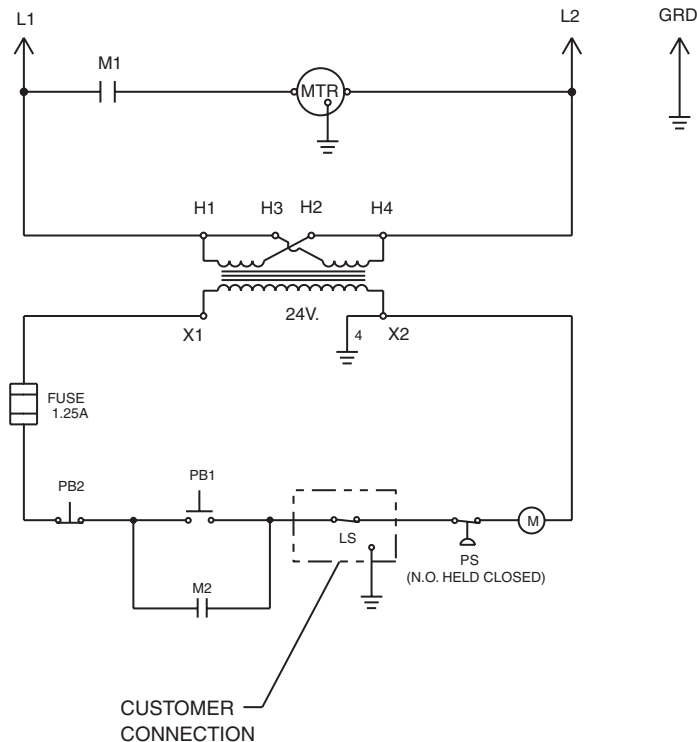 L1
L2
GRD
M1
MTR
H1
H3
H2
H4
24V.
X1
4
X2
FUSE
1.25A
PB2
PB1
LS
M
PS
(N.O. HELD CLOSED)
M2
CUSTOMER
CONNECTION